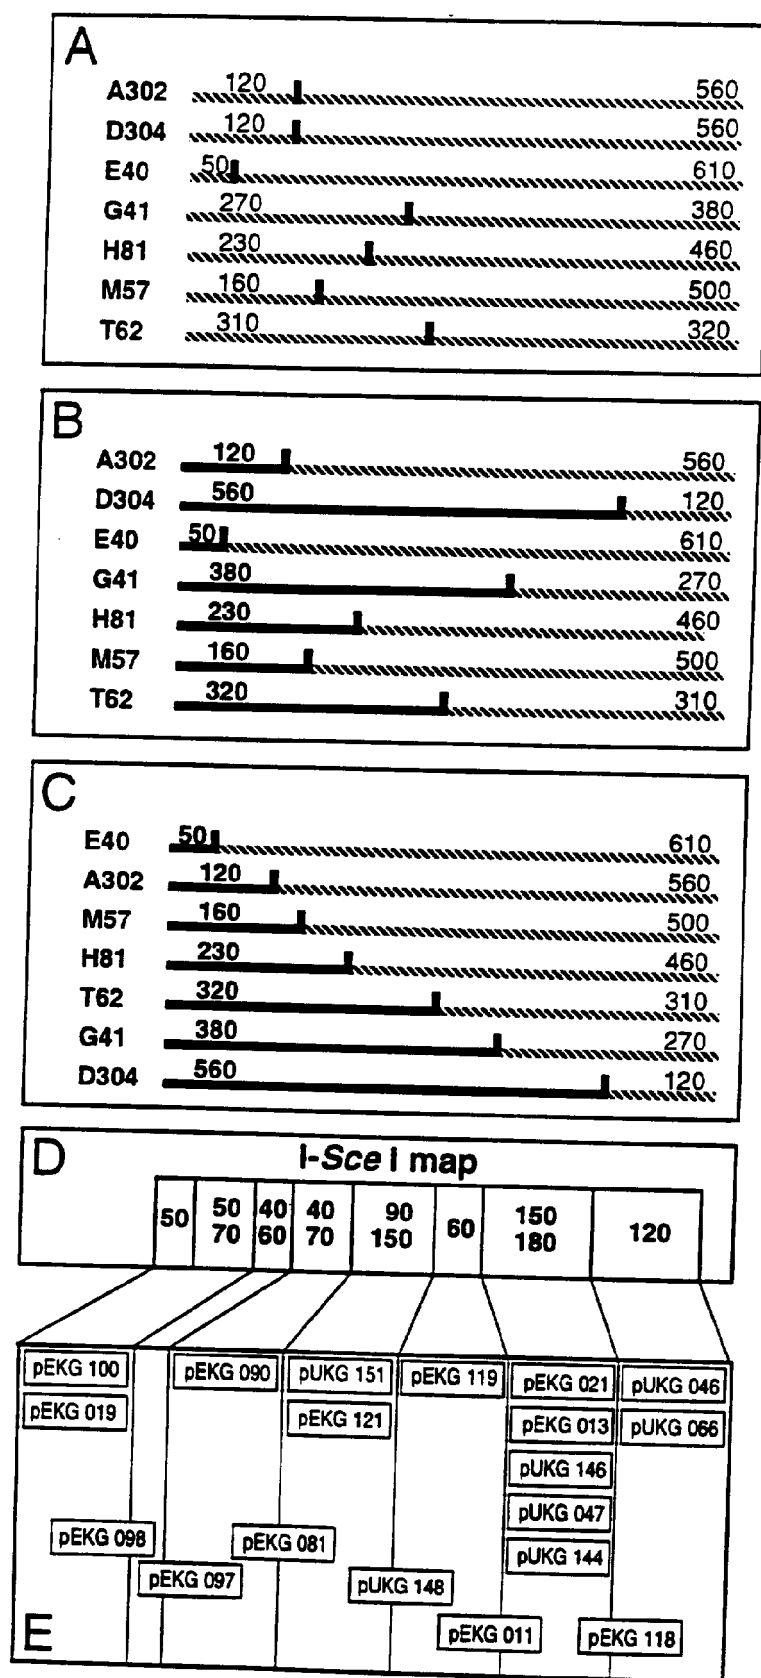 A
A302 120 560
D304 120 560
E40 50 610
G41 270 380
H81 230 460
M57 160 500
T62 310 320
B
A302 120 560
D304 560 120
E40 50 610
G41 380 270
H81 230 460
M57 160 500
T62 320 310
C
E40 50 610
A302 120 560
M57 160 500
H81 230 460
T62 320 310
G41 380 270
D304 560 120
D
I-Sce I map
50 50 40 40 90 60 150 120
70 60 70 150 180
pEKG 100 pEKG 090 pUKG 151 pEKG 119 pEKG 021 pUKG 046
pEKG 019 pEKG 121 pEKG 013 pUKG 066
pUKG 146
pUKG 047
pEKG 098 pEKG 081 pUKG 144
pEKG 097 pUKG 148
E pEKG 011 pEKG 118